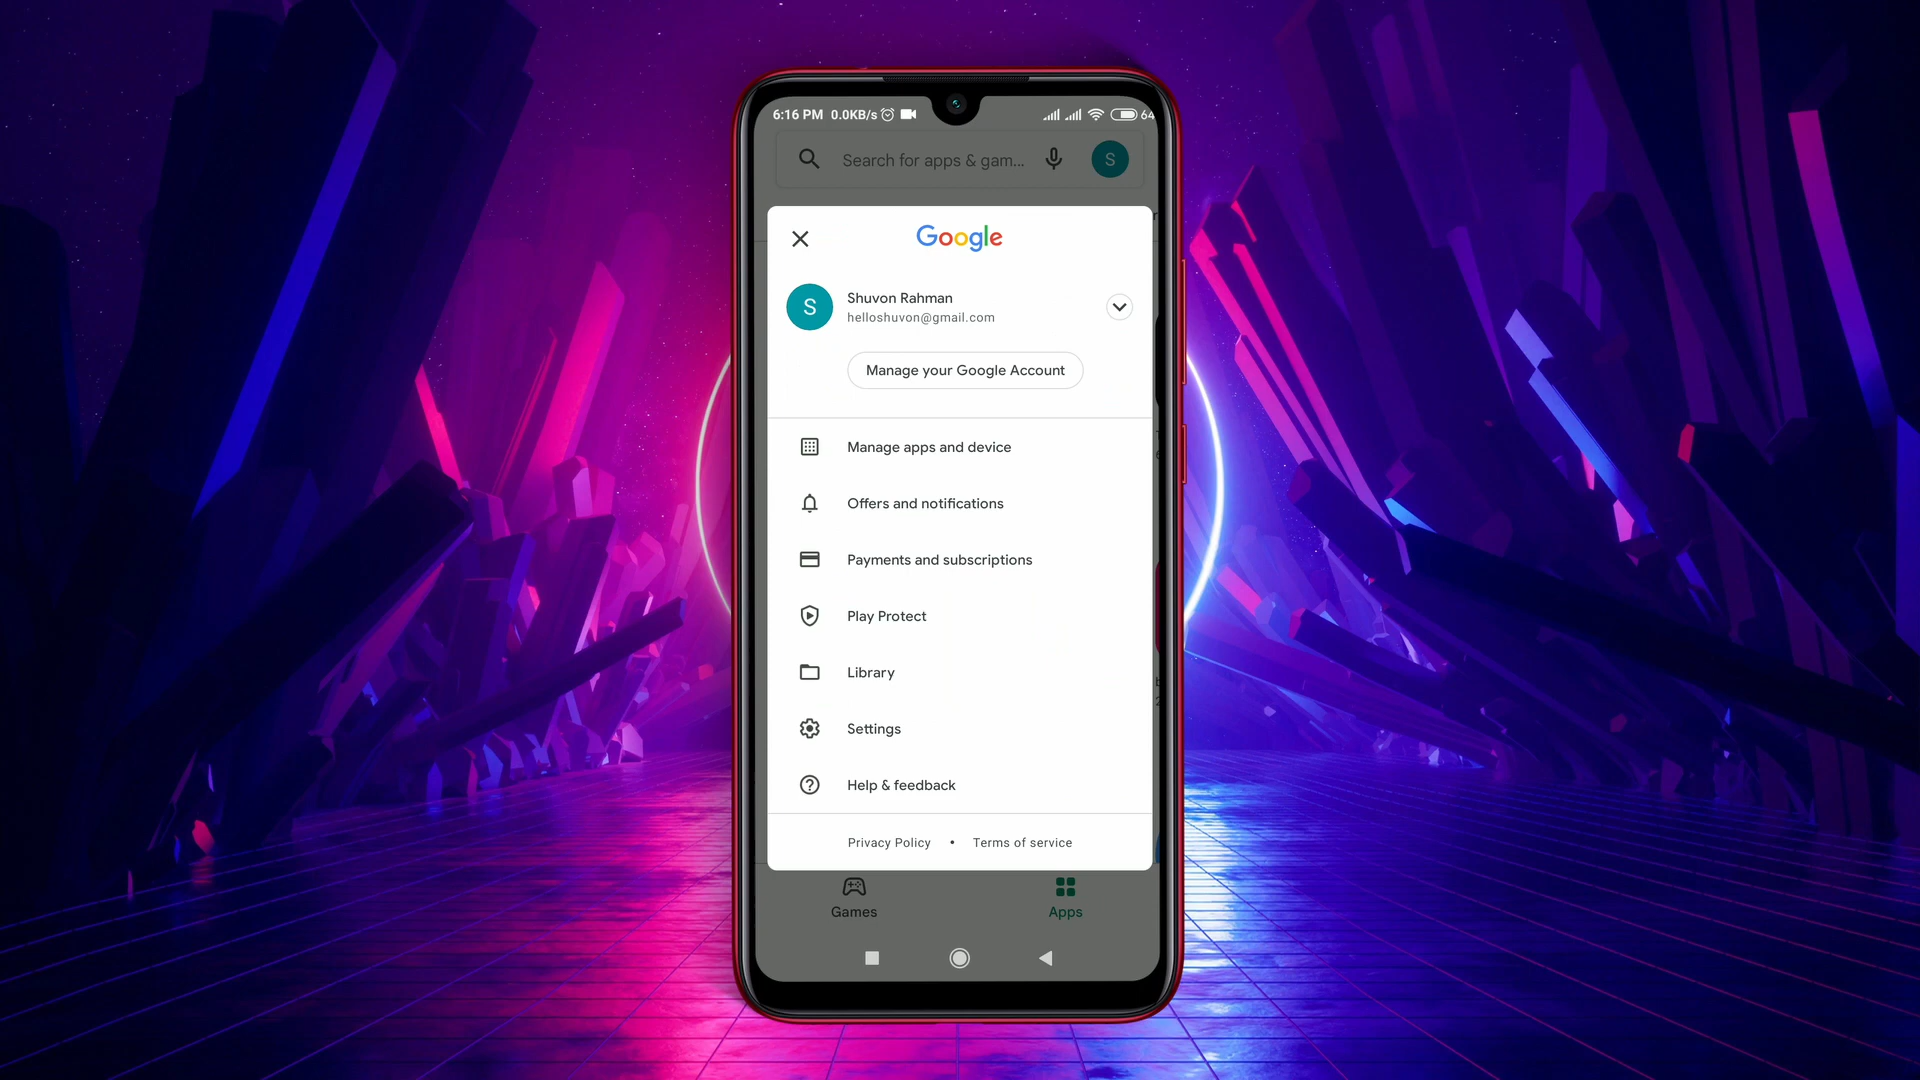 6:16 PM 0.0KB/s 64
Search for apps & gam...
S
Google
S
Shuvon Rahman
helloshuvon@gmail.com
Manage your Google Account
Manage apps and device
Offers and notifications
Payments and subscriptions
Play Protect
Library
Settings
Help & feedback
Privacy Policy • Terms of service
Games
Apps